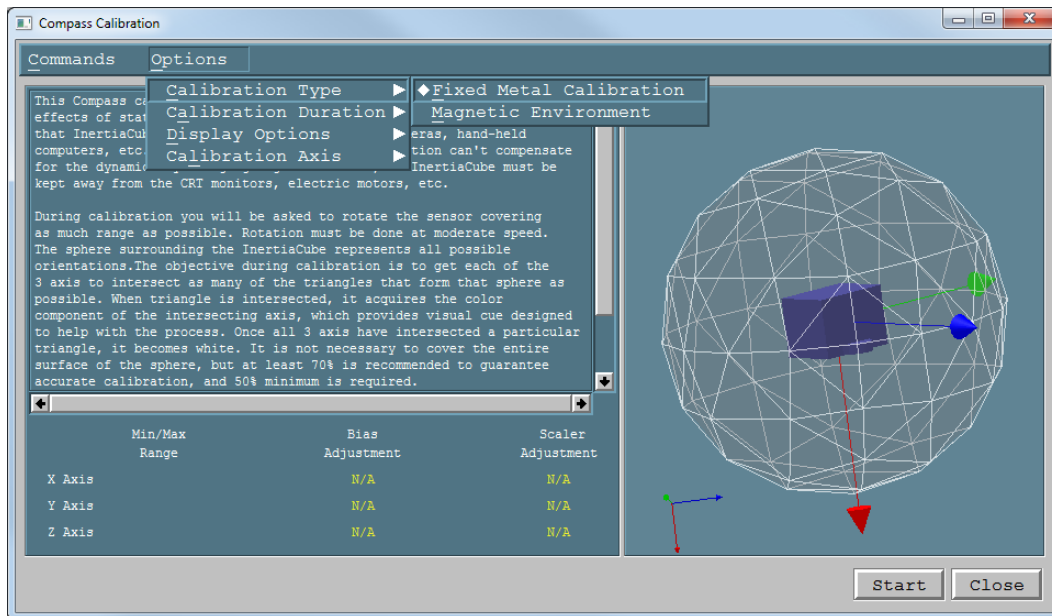 Compass Calibration
Commands Options
Calibration Type
Calibration Duration
Display Options
Calibration Axis
Fixed Metal Calibration
Magnetic Environment
This Compass
effects of
that
eras, hand-held
computers, etc
tion can't compensate
for the dynamic
InertiaCube must be
kept away from the CRT monitors, electric motors, etc.
During calibration you will be asked to rotate the sensor covering
as much range as possible. Rotation must be done at moderate speed.
The sphere surrounding the InertiaCube represents all possible
orientations.The objective during calibration is to get each of the
3 axis to intersect as many of the triangles that form that sphere as
possible. When triangle is intersected, it acquires the color
component of the intersecting axis, which provides visual cue designed
to help with the process. Once all 3 axis have intersected a particular
triangle, it becomes white. It is not necessary to cover the entire
surface of the sphere, but at least 70% is recommended to guarantee
accurate calibration, and 50% minimum is required.
Min/Max Range
Bias Adjustment
Scaler Adjustment
X Axis N/A N/A
Y Axis N/A N/A
Z Axis N/A N/A
Start Close